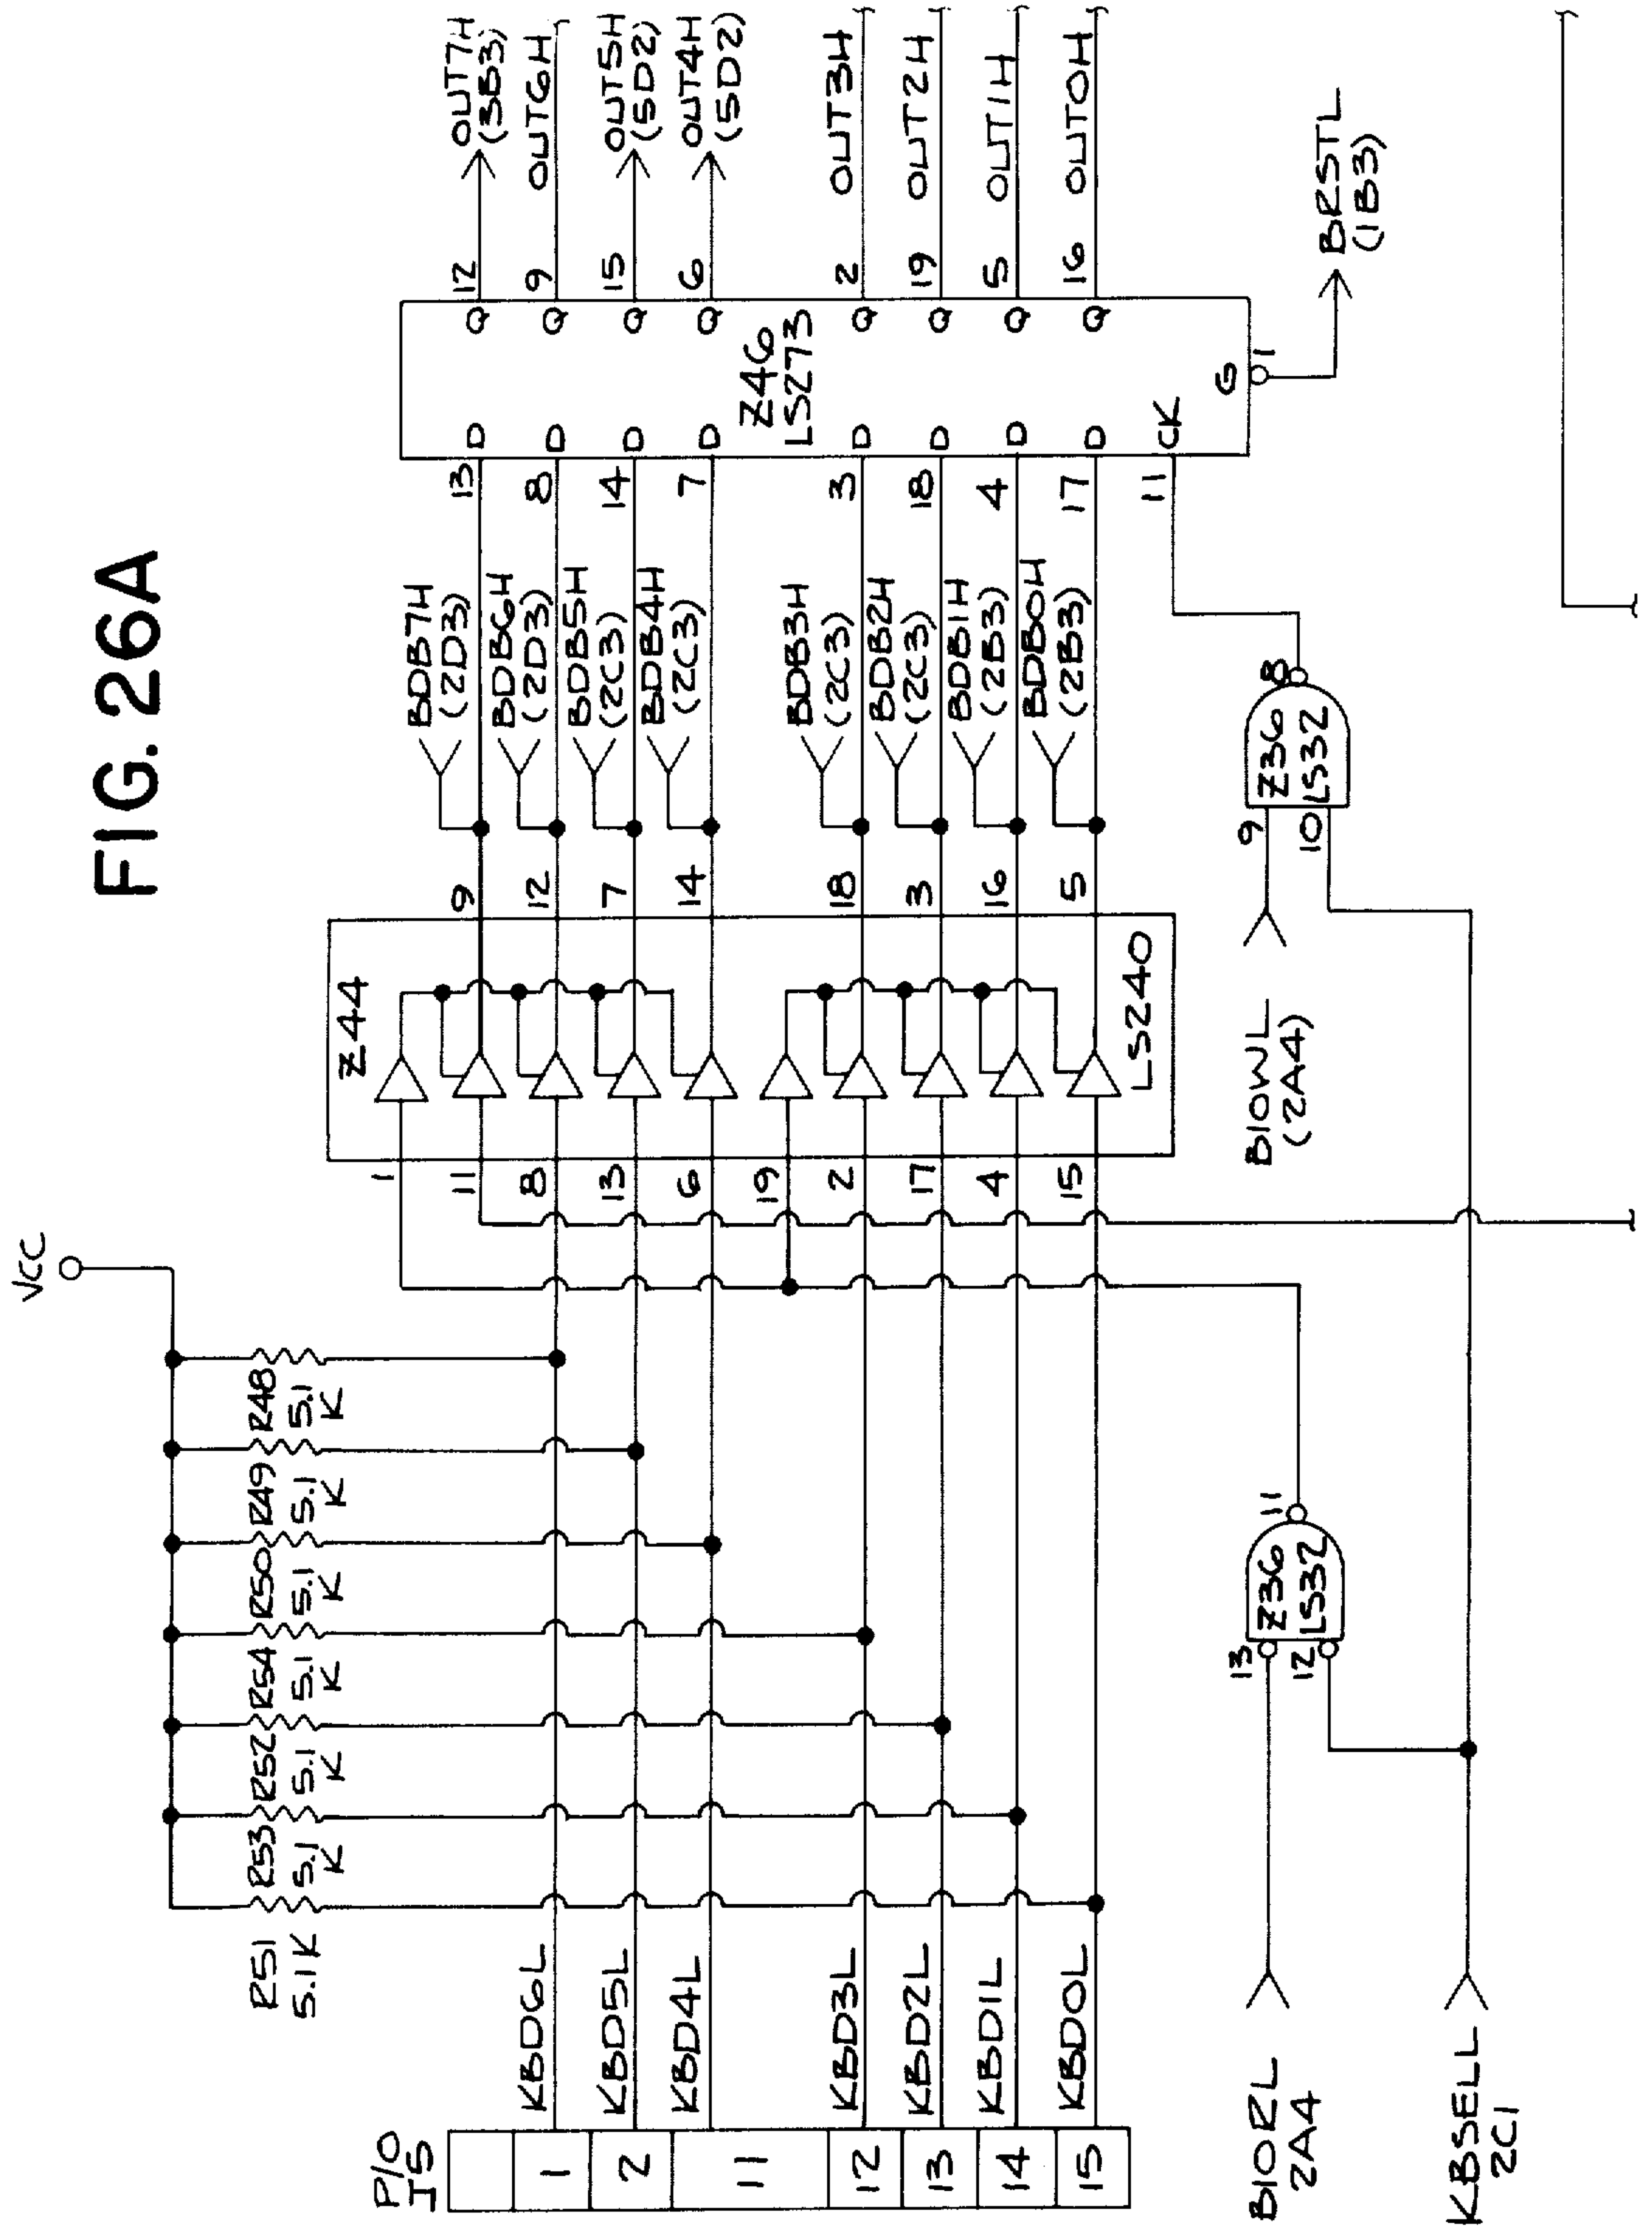 FIG. 26A
VCC
R48
5.1
K
R49
5.1
K
R50
5.1
K
R54
5.1
K
R52
5.1
K
R53
5.1
K
R51
5.1K
P/O
J5
1
2
11
12
13
14
15
KBD6L
KBD5L
KBD4L
KBD3L
KBD2L
KBD1L
KBD0L
1
11
8
13
6
19
2
17
4
15
Z44
LS240
9
12
7
14
18
3
16
5
BDB7H
(2D3)
BDB6H
(2D3)
BDB5H
(2C3)
BDB4H
(2C3)
BDB3H
(2C3)
BDB2H
(2C3)
BDB1H
(2B3)
BDB0H
(2B3)
13
8
14
7
3
18
4
17
11
D
D
D
D
D
D
D
D
CK
Z46
LS273
G
1
Q
Q
Q
Q
Q
Q
Q
Q
12
9
15
6
2
19
5
16
OUT7H
(3B3)
OUT6H
OUT5H
(5D2)
OUT4H
(5D2)
OUT3H
OUT2H
OUT1H
OUT0H
BRSTL
(1B3)
BIORL
2A4
KBSELL
2C1
13
12
Z36
LS32
11
BIOWL
(2A4)
9
10
Z36
LS32
8